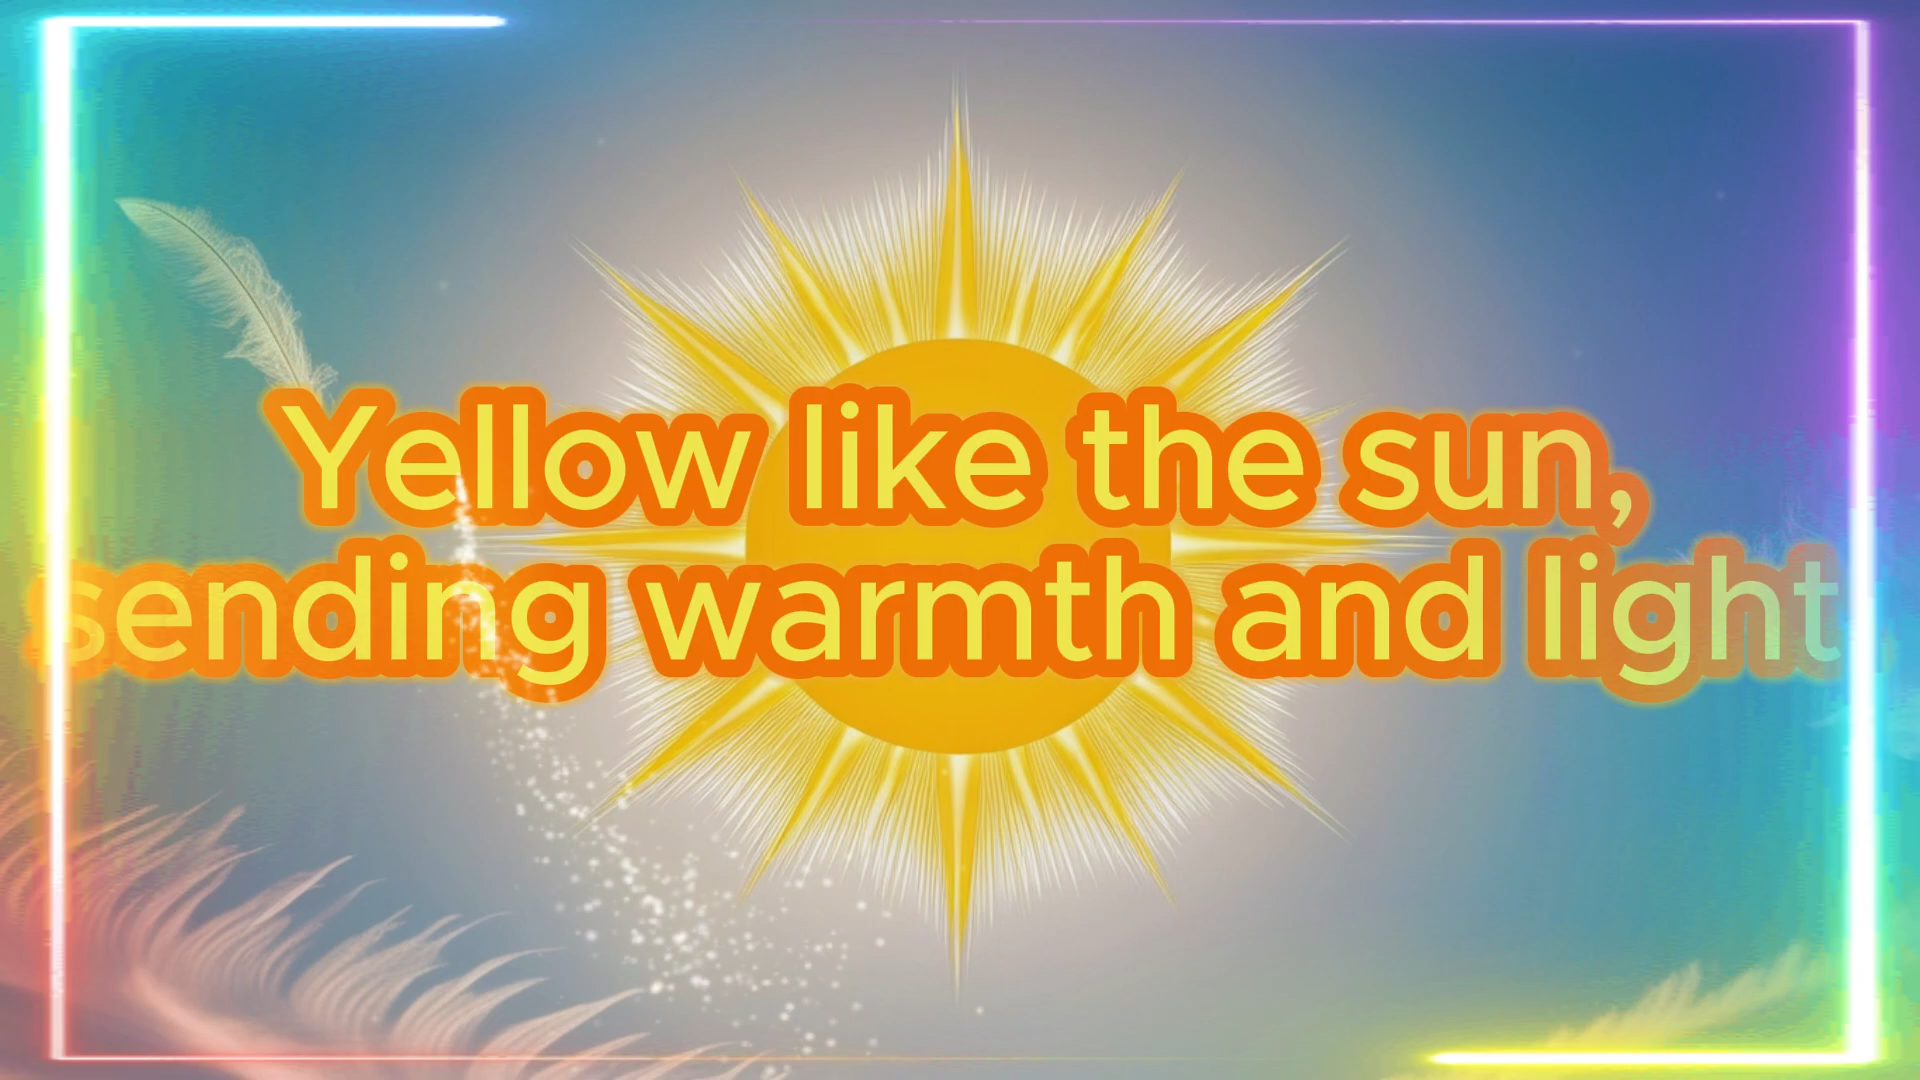 Yellow like the sun,
sending warmth and light